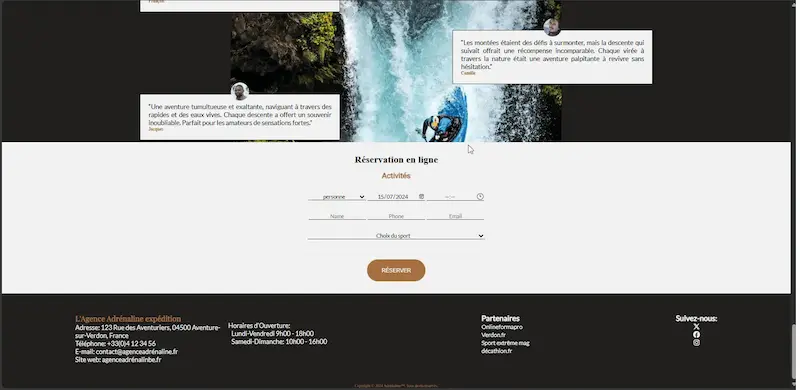 "Les montées étaient des défis à surmonter, mais la descente qui
suivait offrait une récompense incomparable. Chaque virée à
travers la nature était une aventure palpitante à revivre sans
hésitation."
Camille
"Une aventure tumultueuse et exaltante, naviguant à travers des
rapides et des eaux vives. Chaque descente a offert un souvenir
inoubliable. Parfait pour les amateurs de sensations fortes."
Jacques
Réservation en ligne
Activités
personne 15/07/2024 --:--
Name Phone Email
Choix du sport
RÉSERVER
L'Agence Adrénaline expédition
Adresse: 123 Rue des Aventuriers, 04500 Aventure-
sur-Verdon, France
Téléphone: +33(0)4 12 34 56
E-mail: contact@agenceadrénaline.fr
Site web: agenceadrénalinbe.fr
Horaires d'Ouverture:
Lundi-Vendredi 9h00 - 18h00
Samedi-Dimanche: 10h00 - 16h00
Partenaires
Onlineformapro
Verdon.fr
Sport extrême mag
décathlon.fr
Suivez-nous: